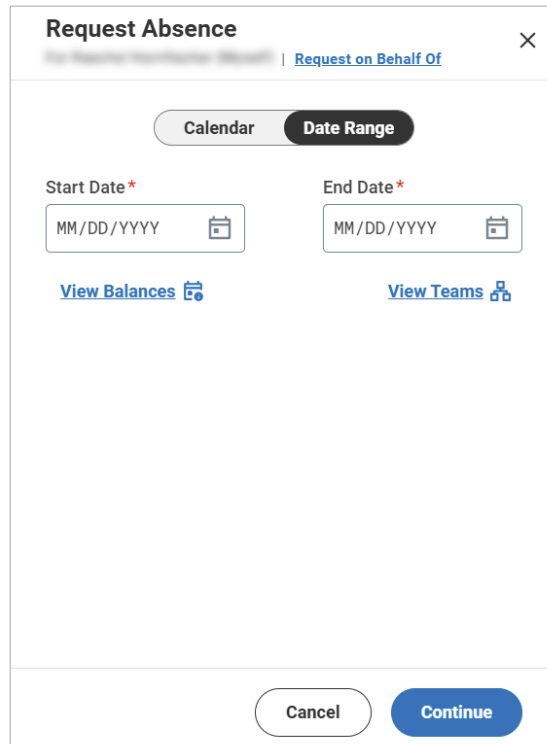 Request Absence
| Request on Behalf Of
Calendar Date Range
Start Date* End Date*
MM/DD/YYYY MM/DD/YYYY
View Balances View Teams
Cancel Continue